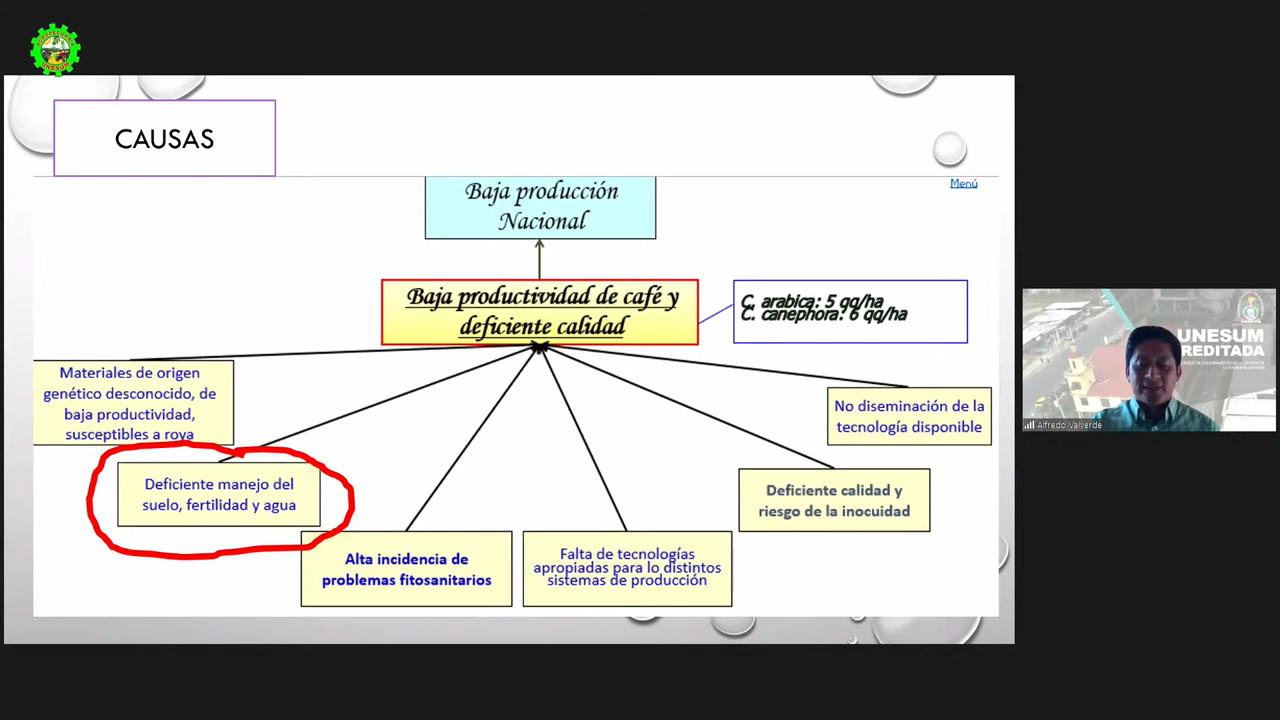 AGROPECUARIA
UNESUM
CAUSAS
Menú
Baja producción
Nacional
Baja productividad de café y
deficiente calidad
C. arabica: 5 qq/ha
C. canephora: 6 qq/ha
Materiales de origen
genético desconocido, de
baja productividad,
susceptibles a roya
No diseminación de la
tecnología disponible
Deficiente manejo del
suelo, fertilidad y agua
Deficiente calidad y
riesgo de la inocuidad
Alta incidencia de
problemas fitosanitarios
Falta de tecnologías
apropiadas para lo distintos
sistemas de producción
UNESUM
REDITADA
Alfredo Valverde